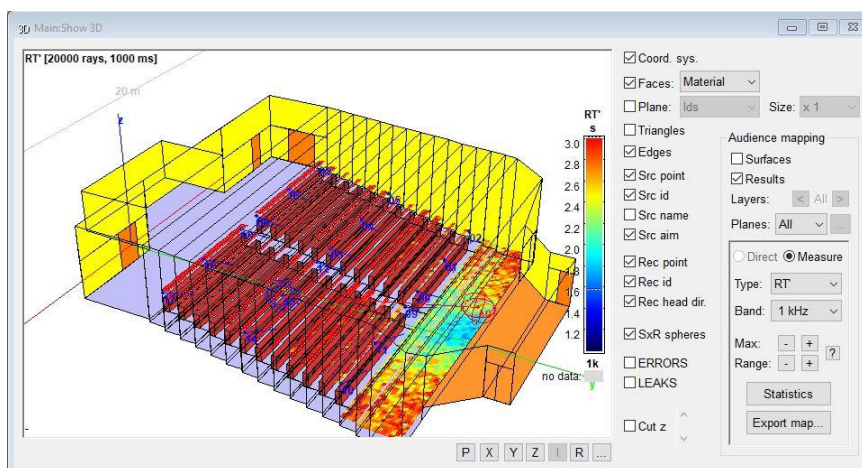 3D Main:Show 3D
RT' [20000 rays, 1000 ms]
20 m
z
02
A0
y
RT'
s
3.0
2.8
2.6
2.4
2.2
2.0
1.8
1.6
1.4
1.2
1k
no data:
P X Y Z I R ...
Coord. sys.
Faces: Material
Plane: Ids Size: x 1
Triangles
Edges
Src point
Src id
Src name
Src aim
Rec point
Rec id
Rec head dir.
SxR spheres
ERRORS
LEAKS
Cut z
Audience mapping
Surfaces
Results
Layers: < All >
Planes: All ...
Direct Measure
Type: RT'
Band: 1 kHz
Max: - +
Range: - + ?
Statistics
Export map...